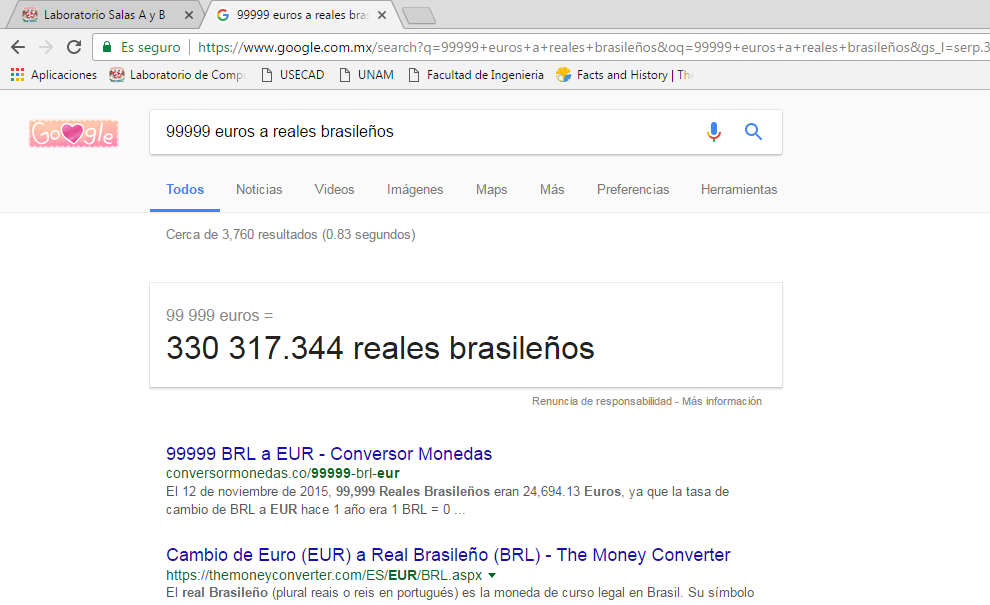 Laboratorio Salas A y B
99999 euros a reales bras
Es seguro
https://www.google.com.mx/search?q=99999+euros+a+reales+brasileños&oq=99999+euros+a+reales+brasileños&gs_l=serp.3
Aplicaciones
Laboratorio de Comp
USECAD
UNAM
Facultad de Ingenieria
Facts and History | Th
Google
99999 euros a reales brasileños
Todos
Noticias
Videos
Imágenes
Maps
Más
Preferencias
Herramientas
Cerca de 3,760 resultados (0.83 segundos)
99 999 euros =
330 317.344 reales brasileños
Renuncia de responsabilidad - Más información
99999 BRL a EUR - Conversor Monedas
conversormonedas.co/99999-brl-eur
El 12 de noviembre de 2015, 99,999 Reales Brasileños eran 24,694.13 Euros, ya que la tasa de
cambio de BRL a EUR hace 1 año era 1 BRL = 0 ...
Cambio de Euro (EUR) a Real Brasileño (BRL) - The Money Converter
https://themoneyconverter.com/ES/EUR/BRL.aspx
El real Brasileño (plural reais o reis en portugués) es la moneda de curso legal en Brasil. Su símbolo